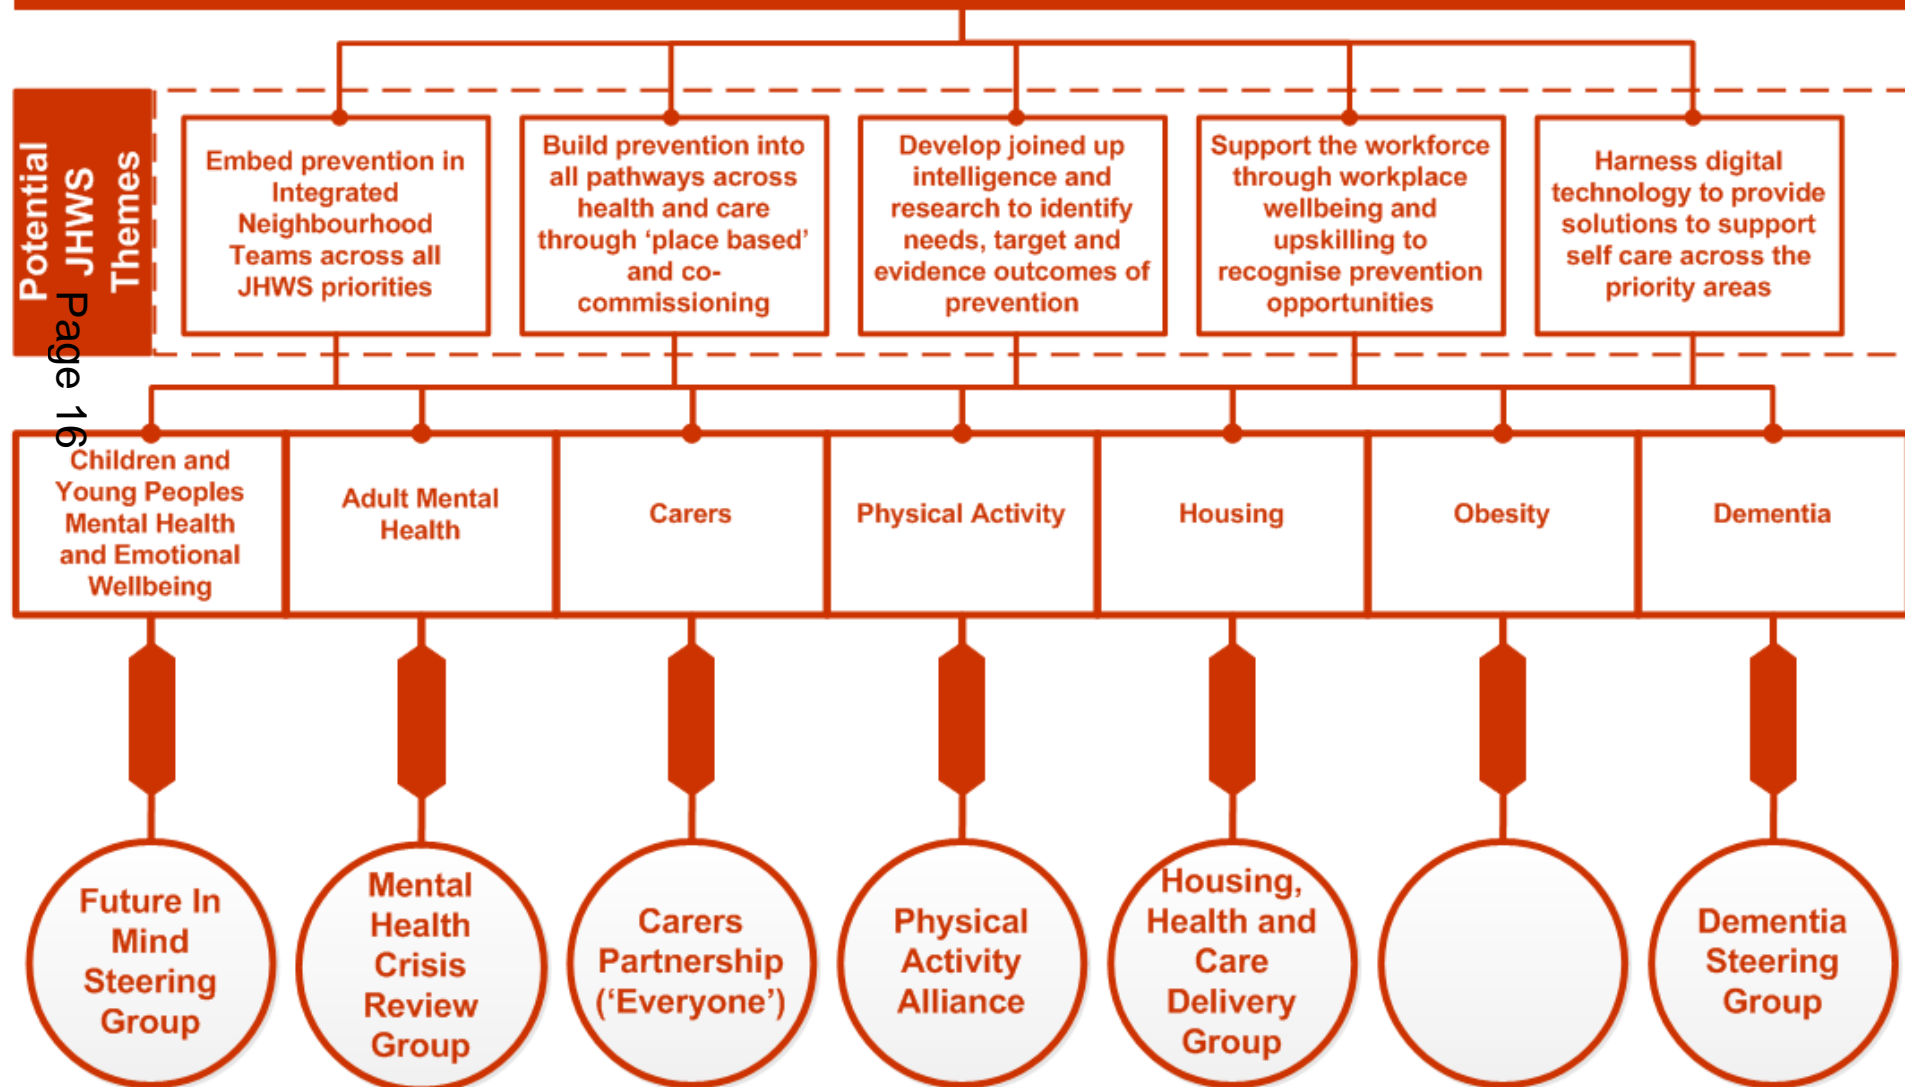 Potential
JHWS
Themes
Page 16
Embed prevention in
Integrated
Neighbourhood
Teams across all
JHWS priorities
Build prevention into
all pathways across
health and care
through ‘place based’
and co-
commissioning
Develop joined up
intelligence and
research to identify
needs, target and
evidence outcomes of
prevention
Support the workforce
through workplace
wellbeing and
upskilling to
recognise prevention
opportunities
Harness digital
technology to provide
solutions to support
self care across the
priority areas
Children and
Young Peoples
Mental Health
and Emotional
Wellbeing
Adult Mental
Health
Carers
Physical Activity
Housing
Obesity
Dementia
Future In
Mind
Steering
Group
Mental
Health
Crisis
Review
Group
Carers
Partnership
(‘Everyone’)
Physical
Activity
Alliance
Housing,
Health and
Care
Delivery
Group
Dementia
Steering
Group